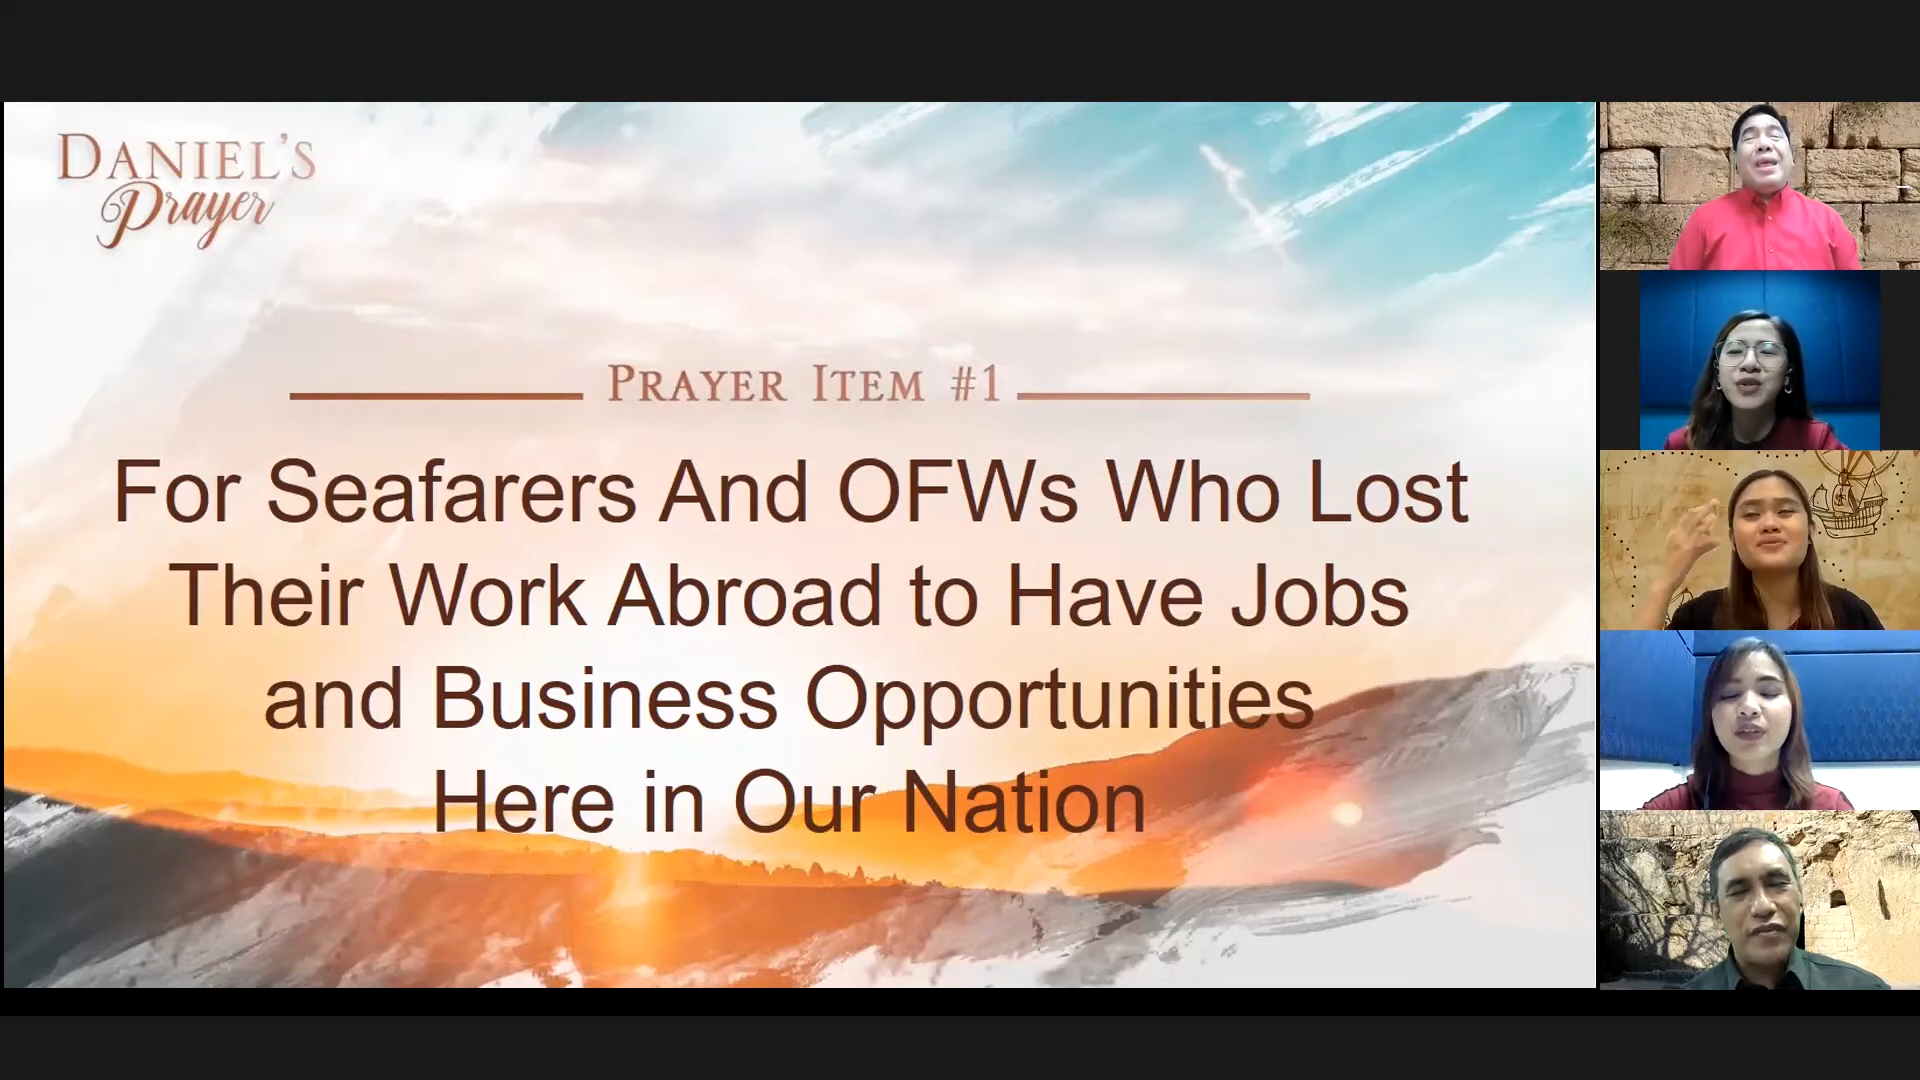 DANIEL'S
Prayer
PRAYER ITEM #1
For Seafarers And OFWs Who Lost
Their Work Abroad to Have Jobs
and Business Opportunities
Here in Our Nation